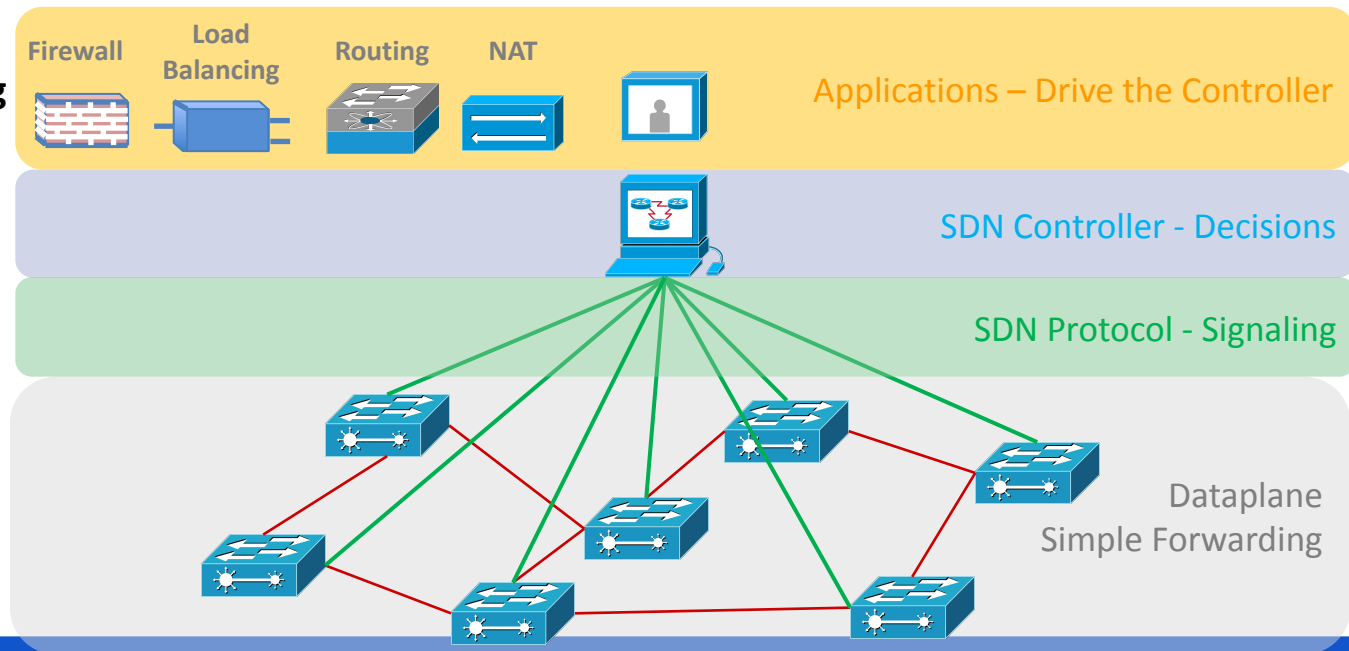 Firewall
Load
Balancing
Routing
NAT
g
Applications – Drive the Controller
SDN Controller - Decisions
SDN Protocol - Signaling
Dataplane
Simple Forwarding